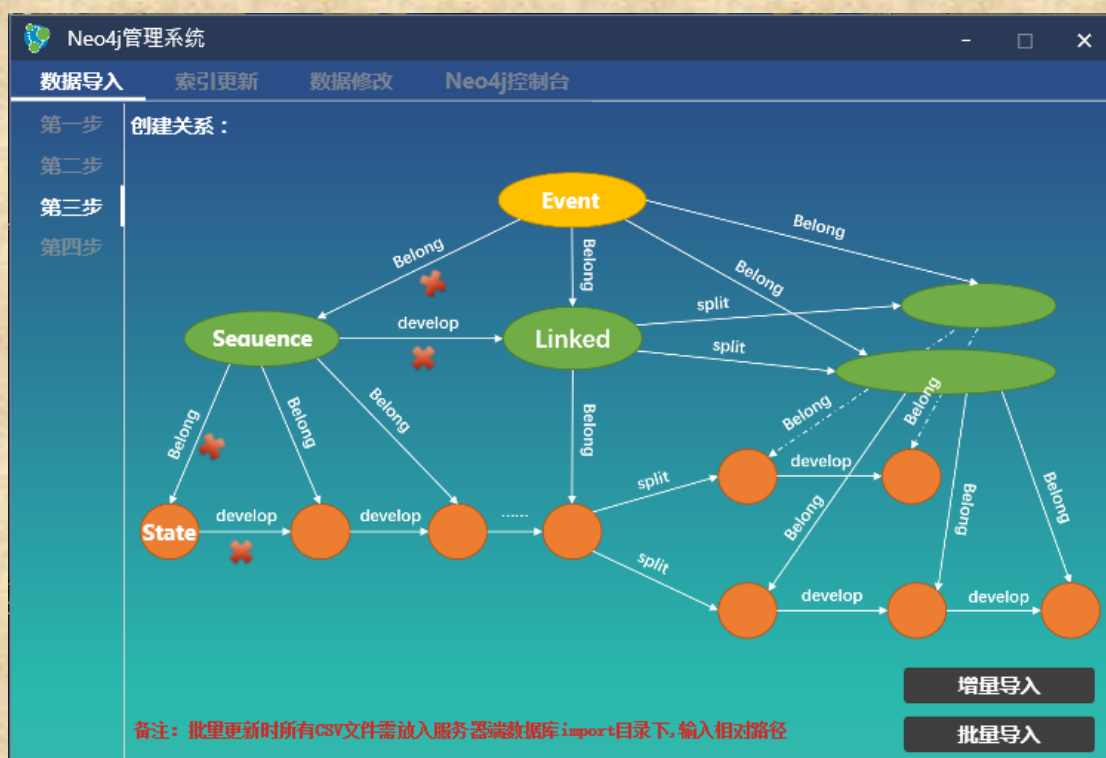 Neo4j管理系统
数据导入 索引更新 数据修改 Neo4j控制台
第一步
第二步
第三步
第四步
创建关系：
Event
Belong
Belong
Belong
Belong
split
develop
Sequence
Linked
split
Belong
Belong
Belong
Belong
Belong
Belong
split
develop
Belong
Belong
Belong
State
develop
develop
......
split
develop
develop
增量导入
备注：批量更新时所有CSV文件需放入服务器端数据库import目录下,输入相对路径
批量导入